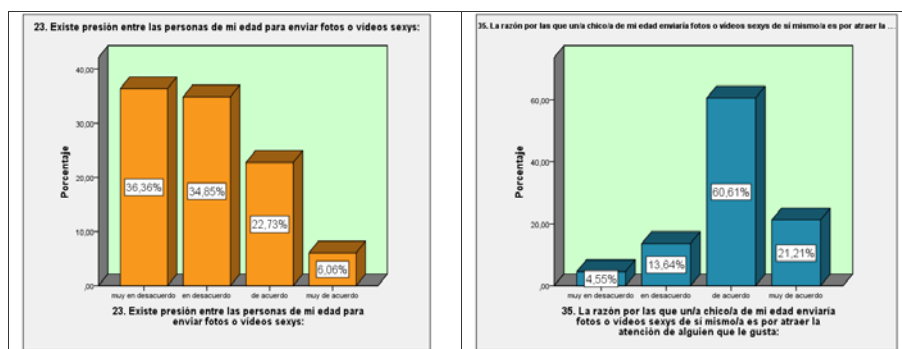 23. Existe presión entre las personas de mi edad para enviar fotos o vídeos sexys:
Porcentaje
40,00
30,00
20,00
10,00
,00
36,36%
34,85%
22,73%
6,06%
muy en desacuerdo
en desacuerdo
de acuerdo
muy de acuerdo
23. Existe presión entre las personas de mi edad para
enviar fotos o vídeos sexys:
35. La razón por las que un/a chico/a de mi edad enviaría fotos o vídeos sexys de sí mismo/a es por atraer la ...
Porcentaje
60,00
40,00
20,00
,00
4,55%
13,64%
60,61%
21,21%
muy en desacuerdo
en desacuerdo
de acuerdo
muy de acuerdo
35. La razón por las que un/a chico/a de mi edad enviaría
fotos o vídeos sexys de sí mismo/a es por atraer la
atención de alguien que le gusta: